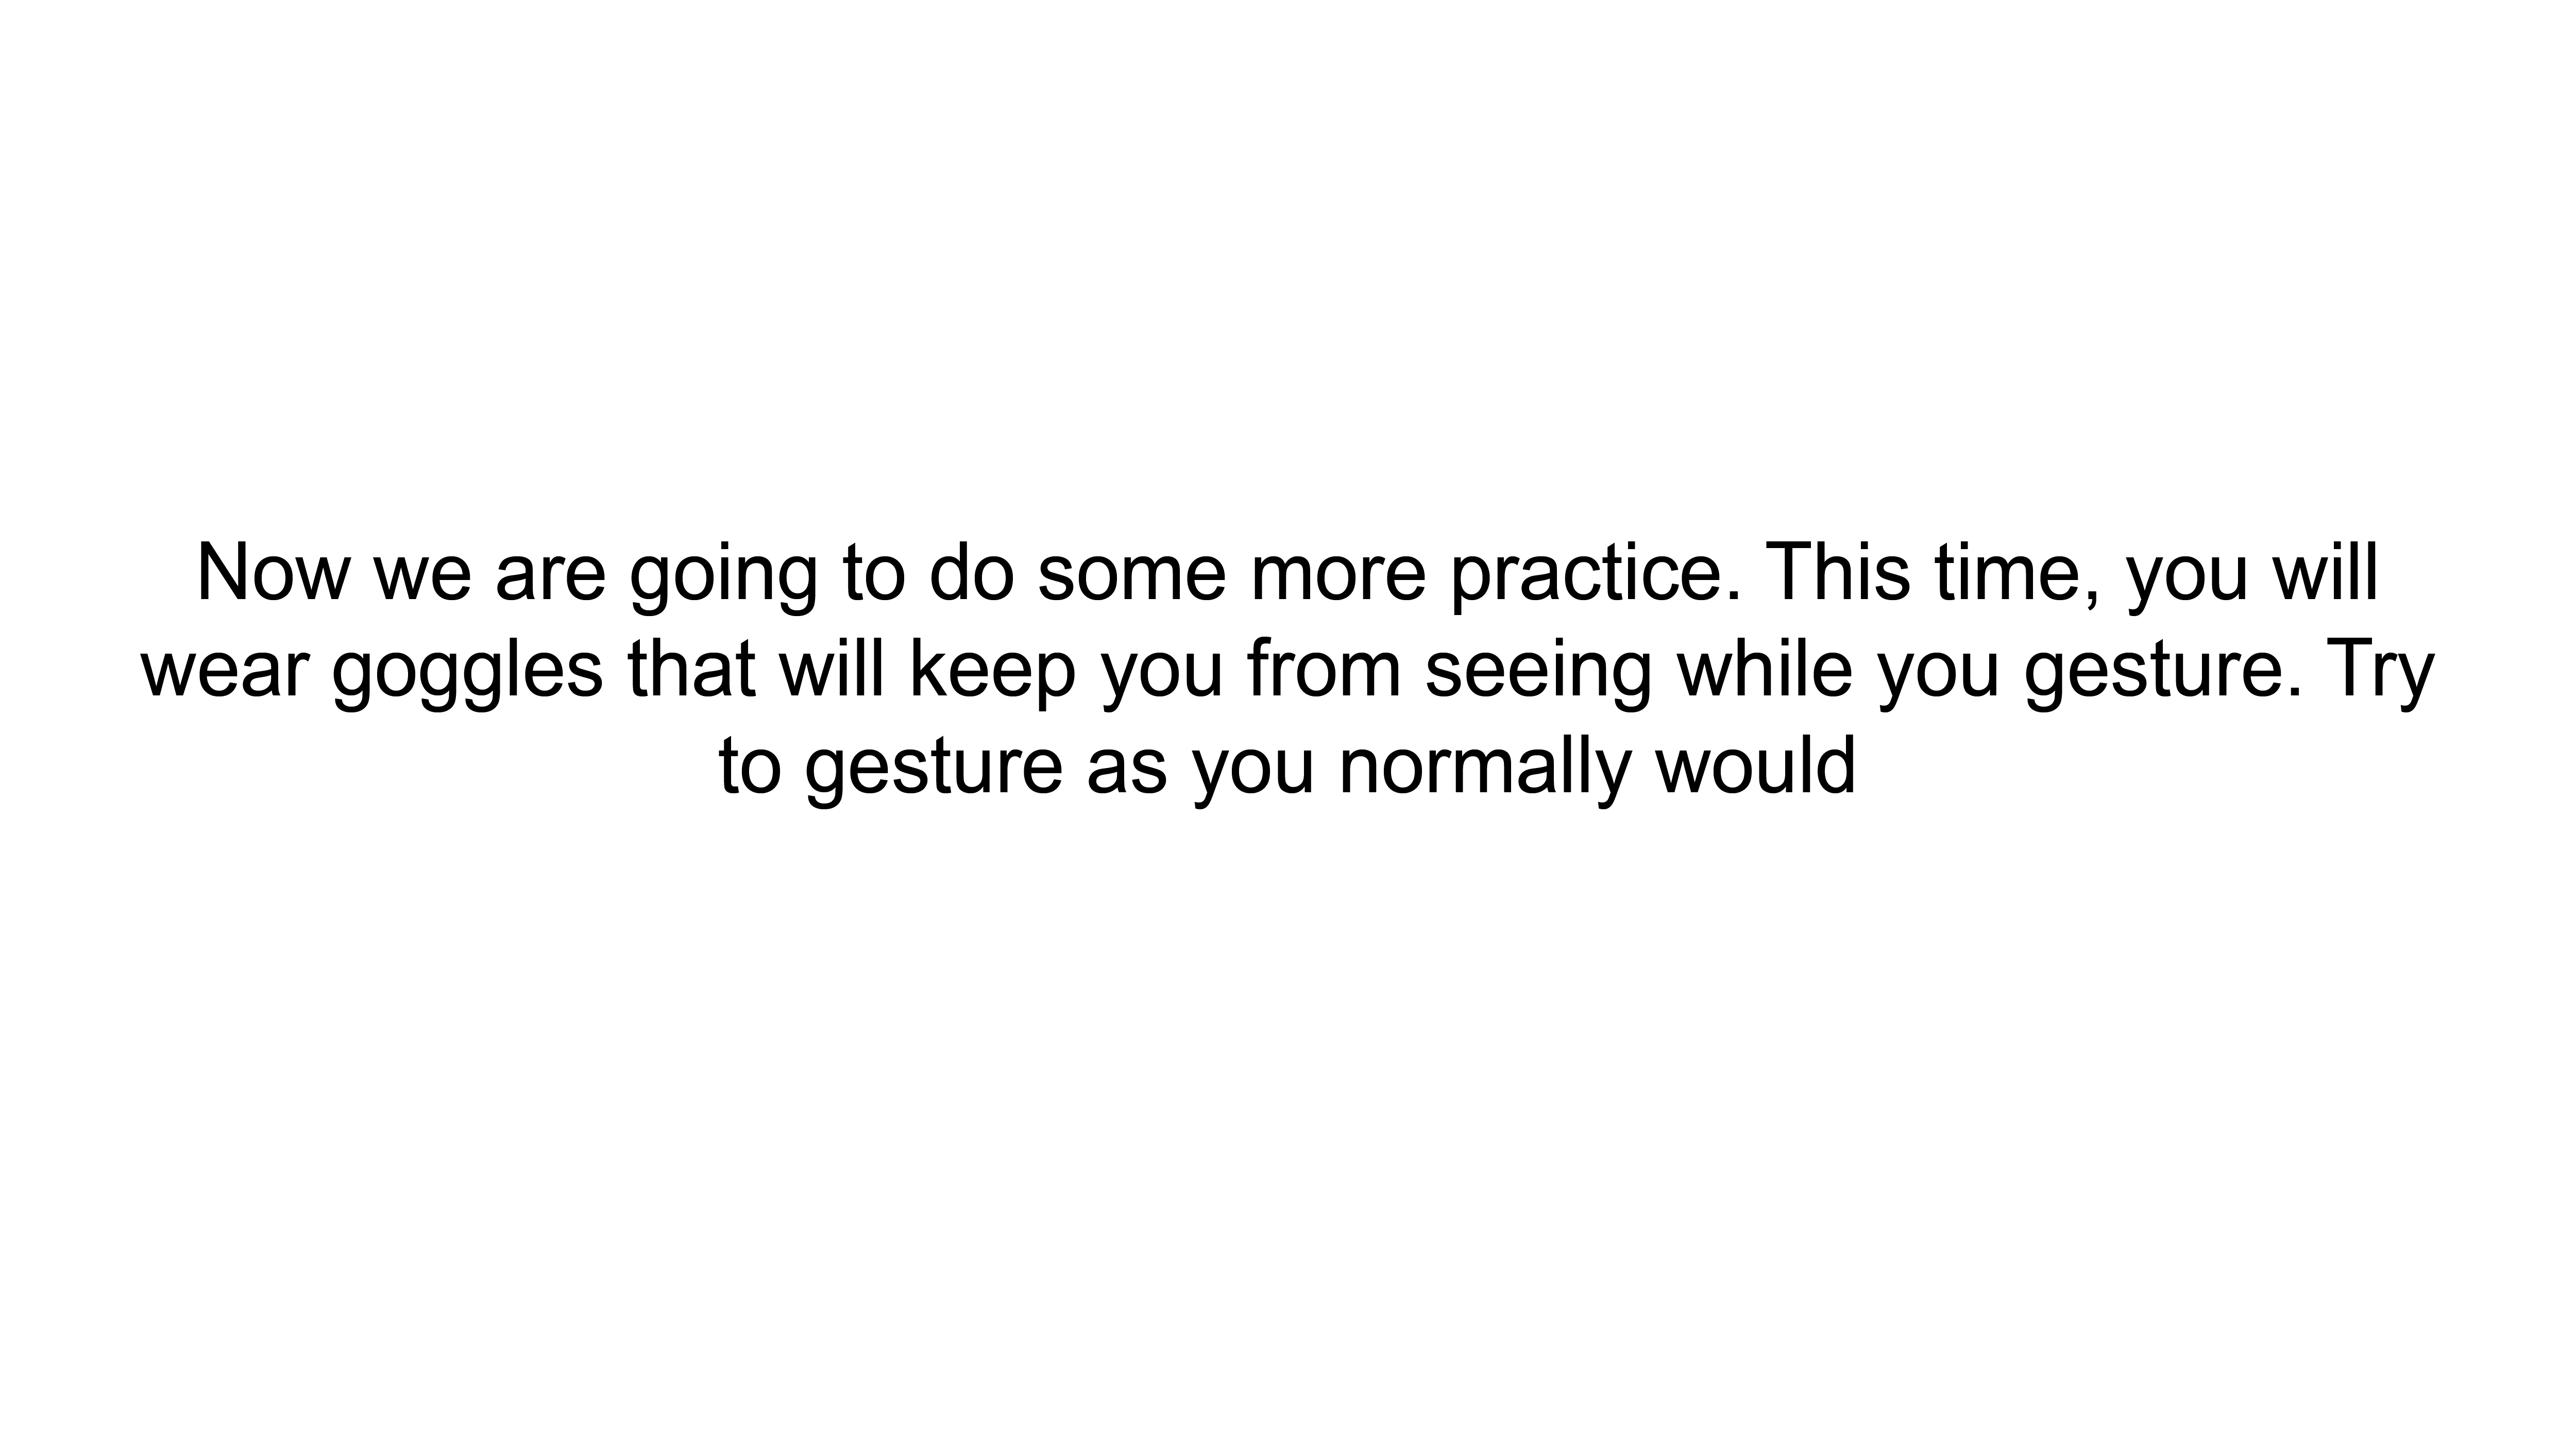 Now we are going to do some more practice. This time, you will
wear goggles that will keep you from seeing while you gesture. Try
to gesture as you normally would